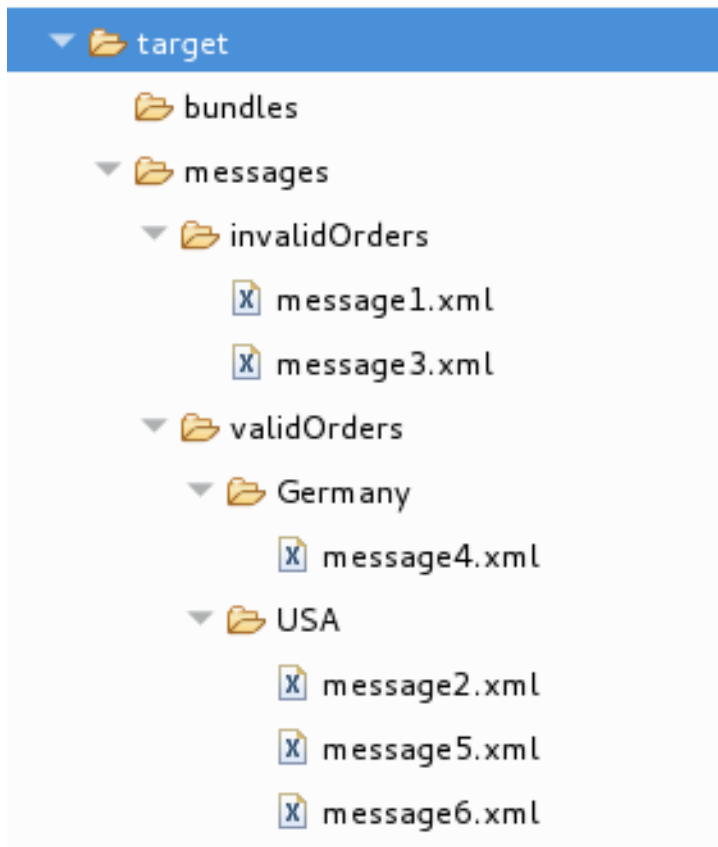 target
bundles
messages
invalidOrders
message1.xml
message3.xml
validOrders
Germany
message4.xml
USA
message2.xml
message5.xml
message6.xml